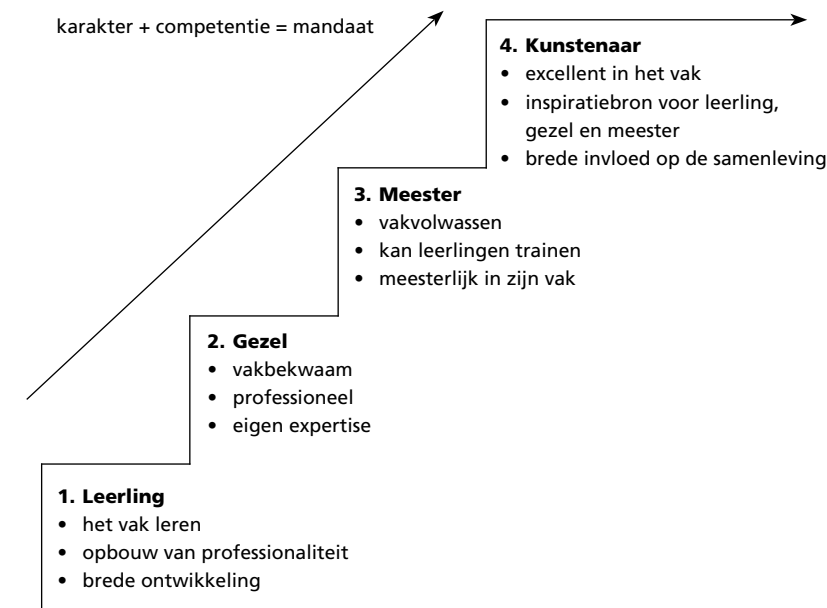 karakter + competentie = mandaat
4. Kunstenaar
• excellent in het vak
• inspiratiebron voor leerling,
gezel en meester
• brede invloed op de samenleving
3. Meester
• vakvolwassen
• kan leerlingen trainen
• meesterlijk in zijn vak
2. Gezel
• vakbekwaam
• professioneel
• eigen expertise
1. Leerling
• het vak leren
• opbouw van professionaliteit
• brede ontwikkeling